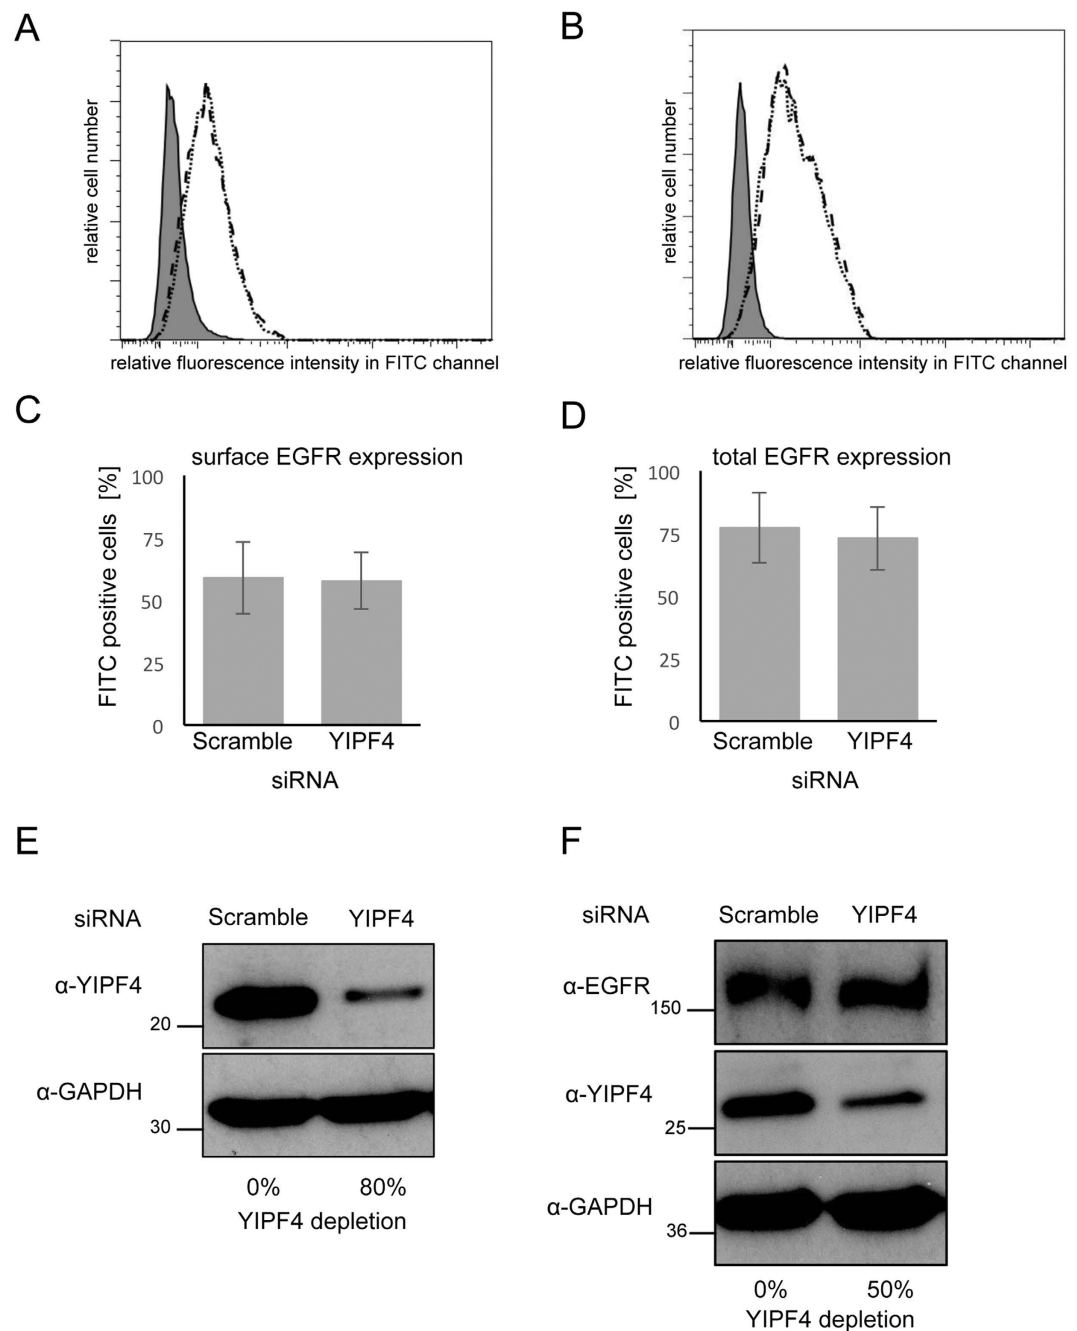 A
B
relative cell number
relative cell number
relative fluorescence intensity in FITC channel
relative fluorescence intensity in FITC channel
C
D
surface EGFR expression
FITC positive cells [%]
100
75
50
25
0
Scramble YIPF4
siRNA
total EGFR expression
FITC positive cells [%]
100
75
50
25
0
Scramble YIPF4
siRNA
E
siRNA Scramble YIPF4
α-YIPF4
20
α-GAPDH
30
0% 80%
YIPF4 depletion
F
siRNA Scramble YIPF4
α-EGFR
150
α-YIPF4
25
α-GAPDH
36
0% 50%
YIPF4 depletion